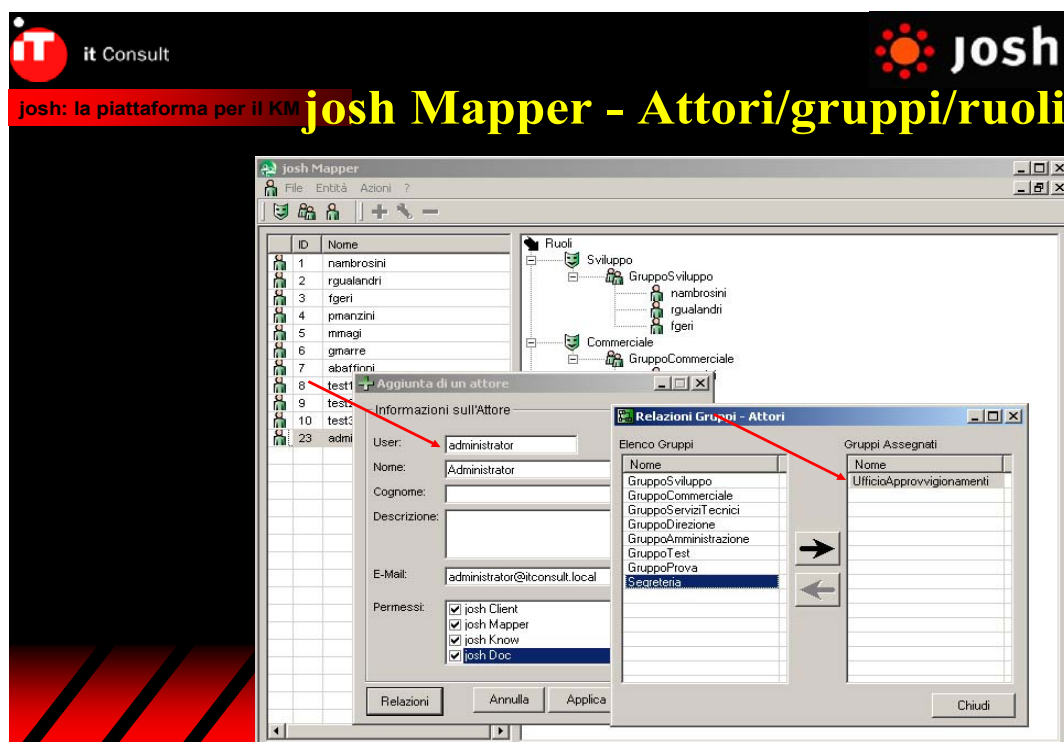 iT
it Consult
josh
josh: la piattaforma per il KM
josh Mapper - Attori/gruppi/ruoli
josh Mapper
File Entità Azioni ?
ID Nome
1 nambrosini
2 rgualandri
3 fgeri
4 pmanzini
5 mmagi
6 gmarre
7 abaffioni
8 test1
9 test2
10 test3
23 admi
Ruoli
Sviluppo
GruppoSviluppo
nambrosini
rgualandri
fgeri
Commerciale
GruppoCommerciale
Aggiunta di un attore
Informazioni sull'Attore
User: administrator
Nome: Administrator
Cognome:
Descrizione:
E-Mail: administrator@itconsult.local
Permessi: josh Client
josh Mapper
josh Know
josh Doc
Relazioni Annulla Applica
Relazioni Gruppi - Attori
Elenco Gruppi
Nome
GruppoSviluppo
GruppoCommerciale
GruppoServiziTecnici
GruppoDirezione
GruppoAmministrazione
GruppoTest
GruppoProva
Segreteria
Gruppi Assegnati
Nome
UfficioApprovvigionamenti
Chiudi